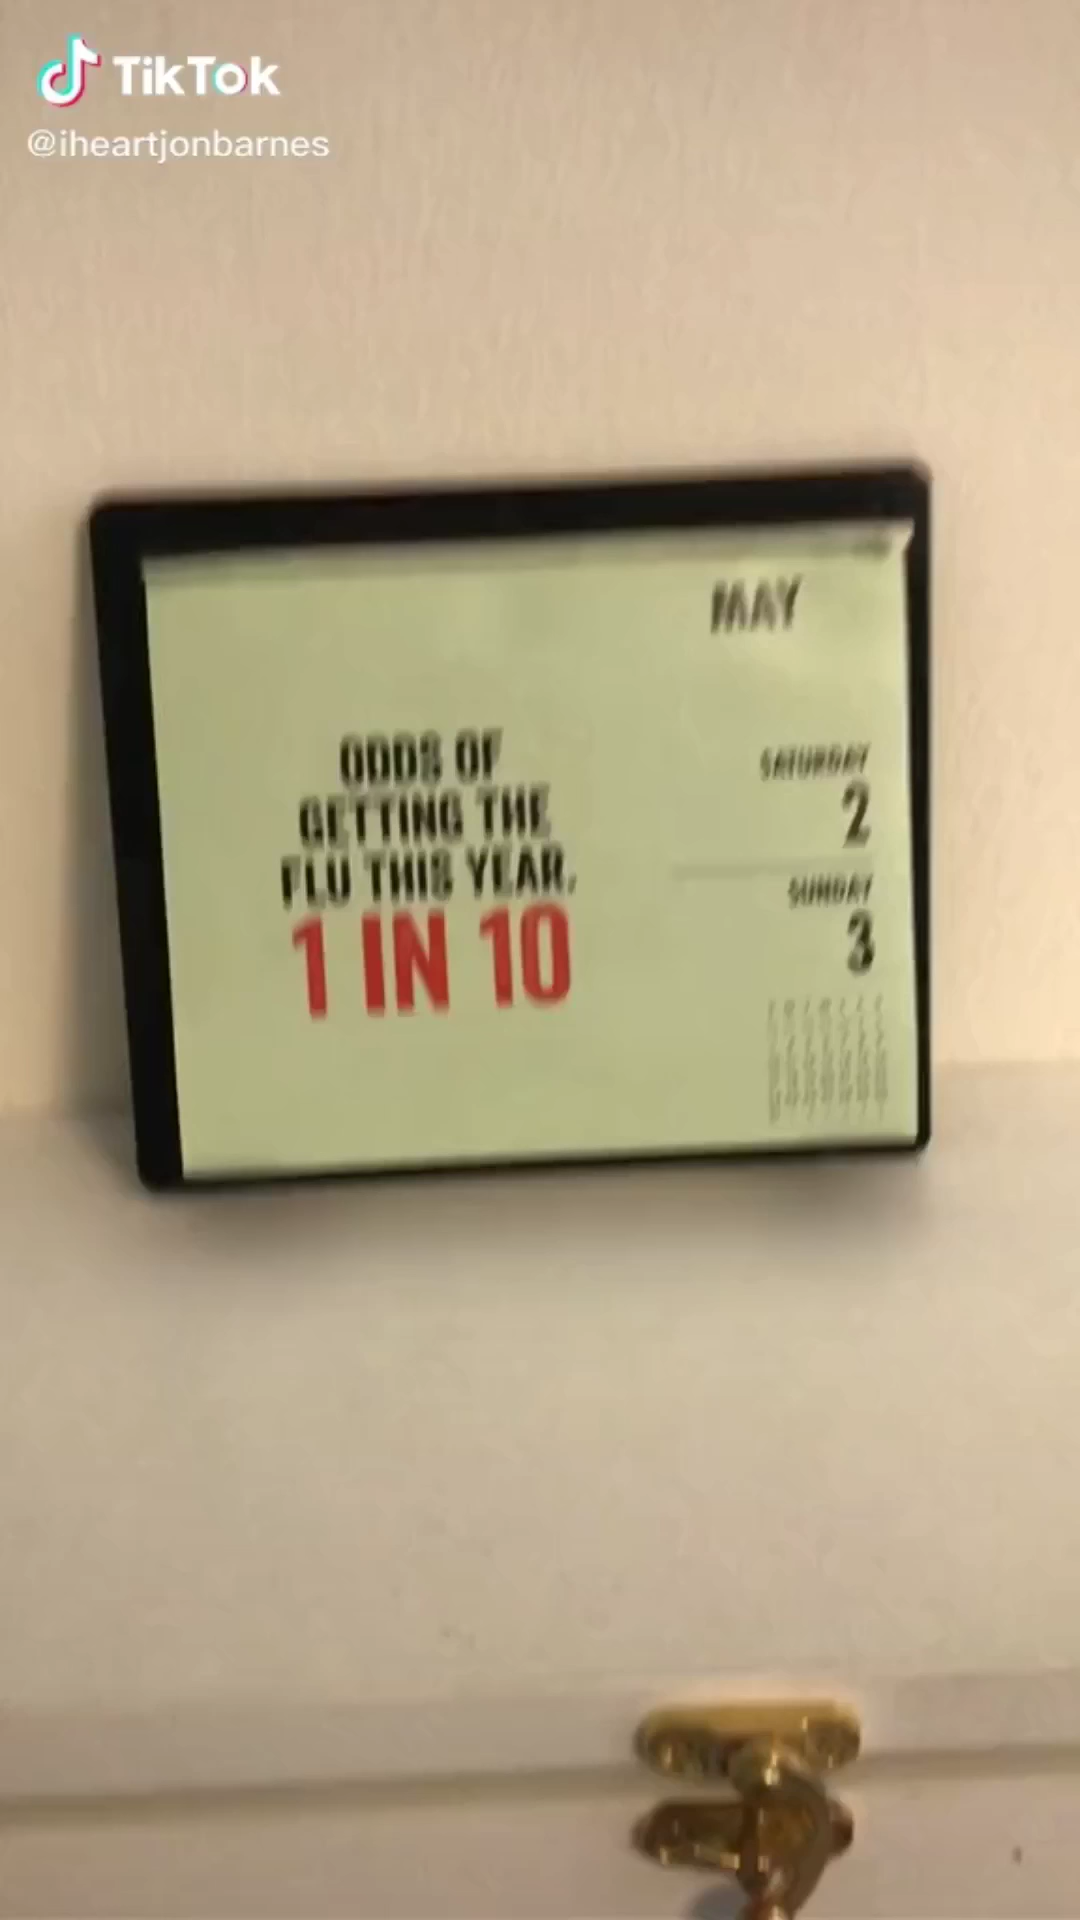 TikTok
@iheartjonbarnes
MAY
ODDS OF
GETTING THE
FLU THIS YEAR,
1 IN 10
SATURDAY
2
SUNDAY
3